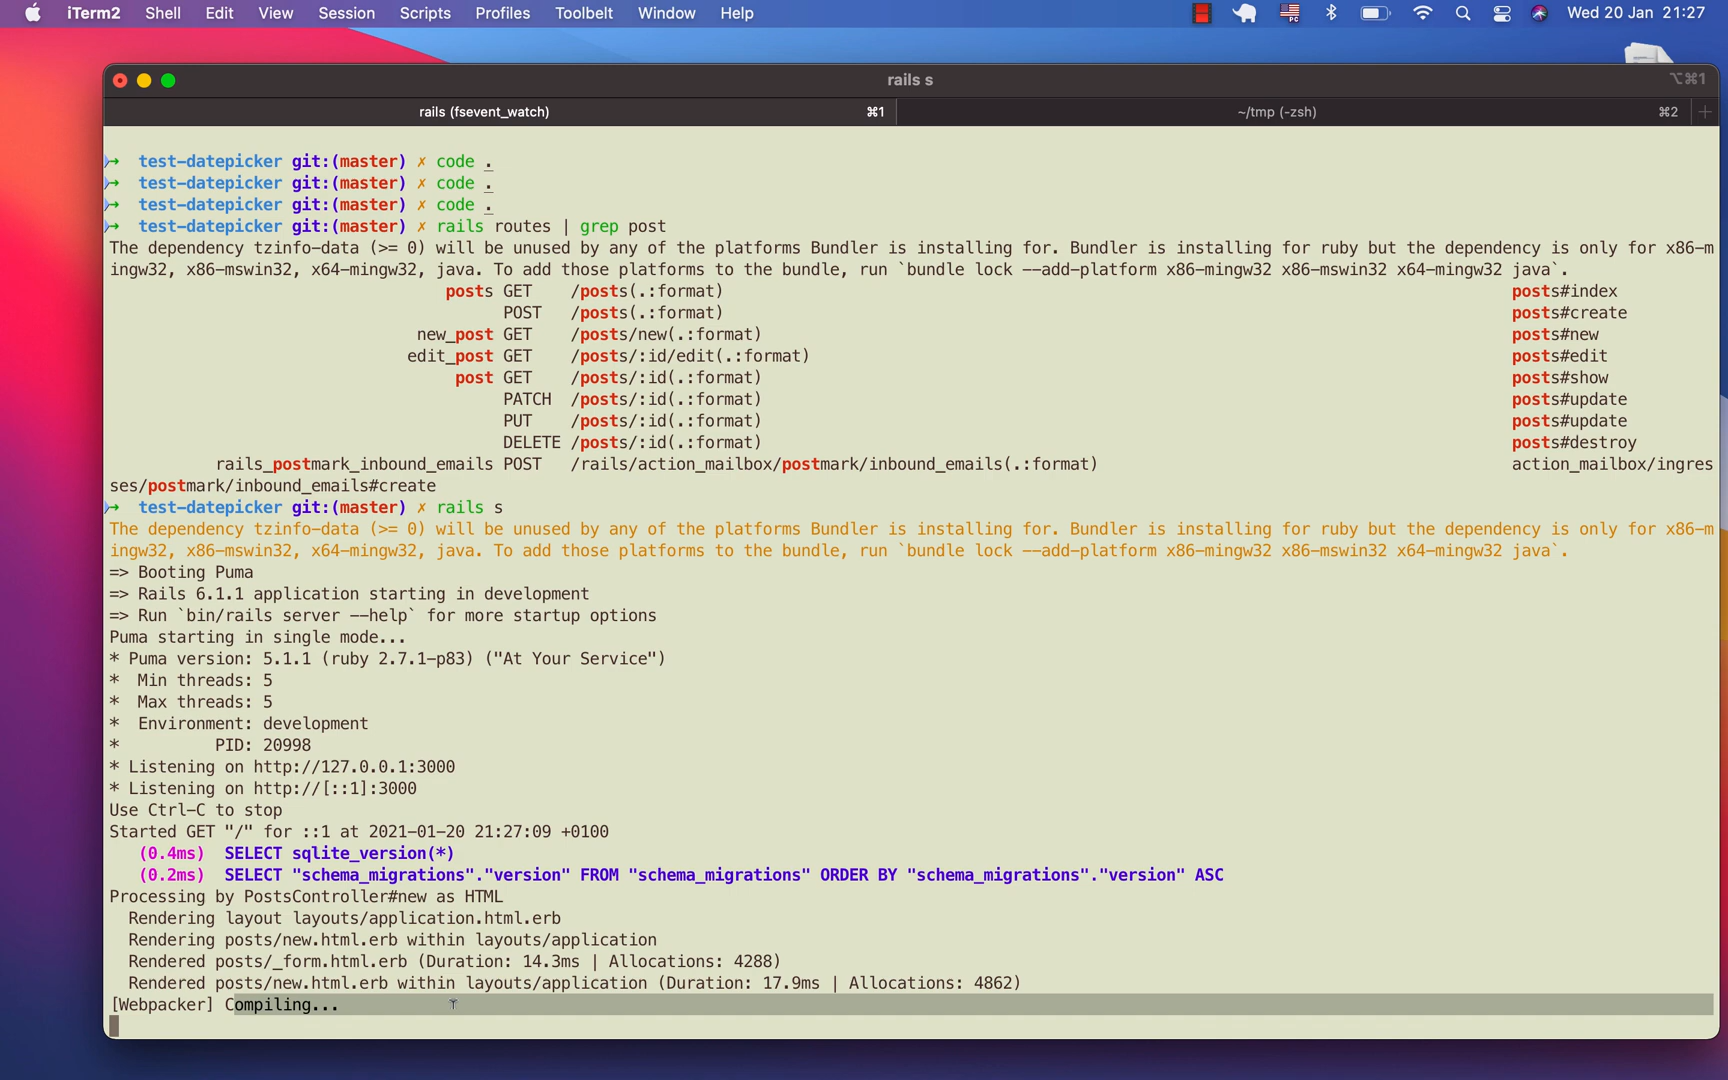 iTerm2 Shell Edit View Session Scripts Profiles Toolbelt Window Help PC Wed 20 Jan 21:27
rails s ⌥⌘1
rails (fsevent_watch) ⌘1 ~/tmp (-zsh) ⌘2 +
→ test-datepicker git:(master) ✗ code .
→ test-datepicker git:(master) ✗ code .
→ test-datepicker git:(master) ✗ code .
→ test-datepicker git:(master) ✗ rails routes | grep post
The dependency tzinfo-data (>= 0) will be unused by any of the platforms Bundler is installing for. Bundler is installing for ruby but the dependency is only for x86-m
ingw32, x86-mswin32, x64-mingw32, java. To add those platforms to the bundle, run `bundle lock --add-platform x86-mingw32 x86-mswin32 x64-mingw32 java`.
posts GET /posts(.:format) posts#index
POST /posts(.:format) posts#create
new_post GET /posts/new(.:format) posts#new
edit_post GET /posts/:id/edit(.:format) posts#edit
post GET /posts/:id(.:format) posts#show
PATCH /posts/:id(.:format) posts#update
PUT /posts/:id(.:format) posts#update
DELETE /posts/:id(.:format) posts#destroy
rails_postmark_inbound_emails POST /rails/action_mailbox/postmark/inbound_emails(.:format) action_mailbox/ingres
ses/postmark/inbound_emails#create
→ test-datepicker git:(master) ✗ rails s
The dependency tzinfo-data (>= 0) will be unused by any of the platforms Bundler is installing for. Bundler is installing for ruby but the dependency is only for x86-m
ingw32, x86-mswin32, x64-mingw32, java. To add those platforms to the bundle, run `bundle lock --add-platform x86-mingw32 x86-mswin32 x64-mingw32 java`.
=> Booting Puma
=> Rails 6.1.1 application starting in development
=> Run `bin/rails server --help` for more startup options
Puma starting in single mode...
* Puma version: 5.1.1 (ruby 2.7.1-p83) ("At Your Service")
* Min threads: 5
* Max threads: 5
* Environment: development
* PID: 20998
* Listening on http://127.0.0.1:3000
* Listening on http://[::1]:3000
Use Ctrl-C to stop
Started GET "/" for ::1 at 2021-01-20 21:27:09 +0100
(0.4ms) SELECT sqlite_version(*)
(0.2ms) SELECT "schema_migrations"."version" FROM "schema_migrations" ORDER BY "schema_migrations"."version" ASC
Processing by PostsController#new as HTML
Rendering layout layouts/application.html.erb
Rendering posts/new.html.erb within layouts/application
Rendered posts/_form.html.erb (Duration: 14.3ms | Allocations: 4288)
Rendered posts/new.html.erb within layouts/application (Duration: 17.9ms | Allocations: 4862)
[Webpacker] Compiling...